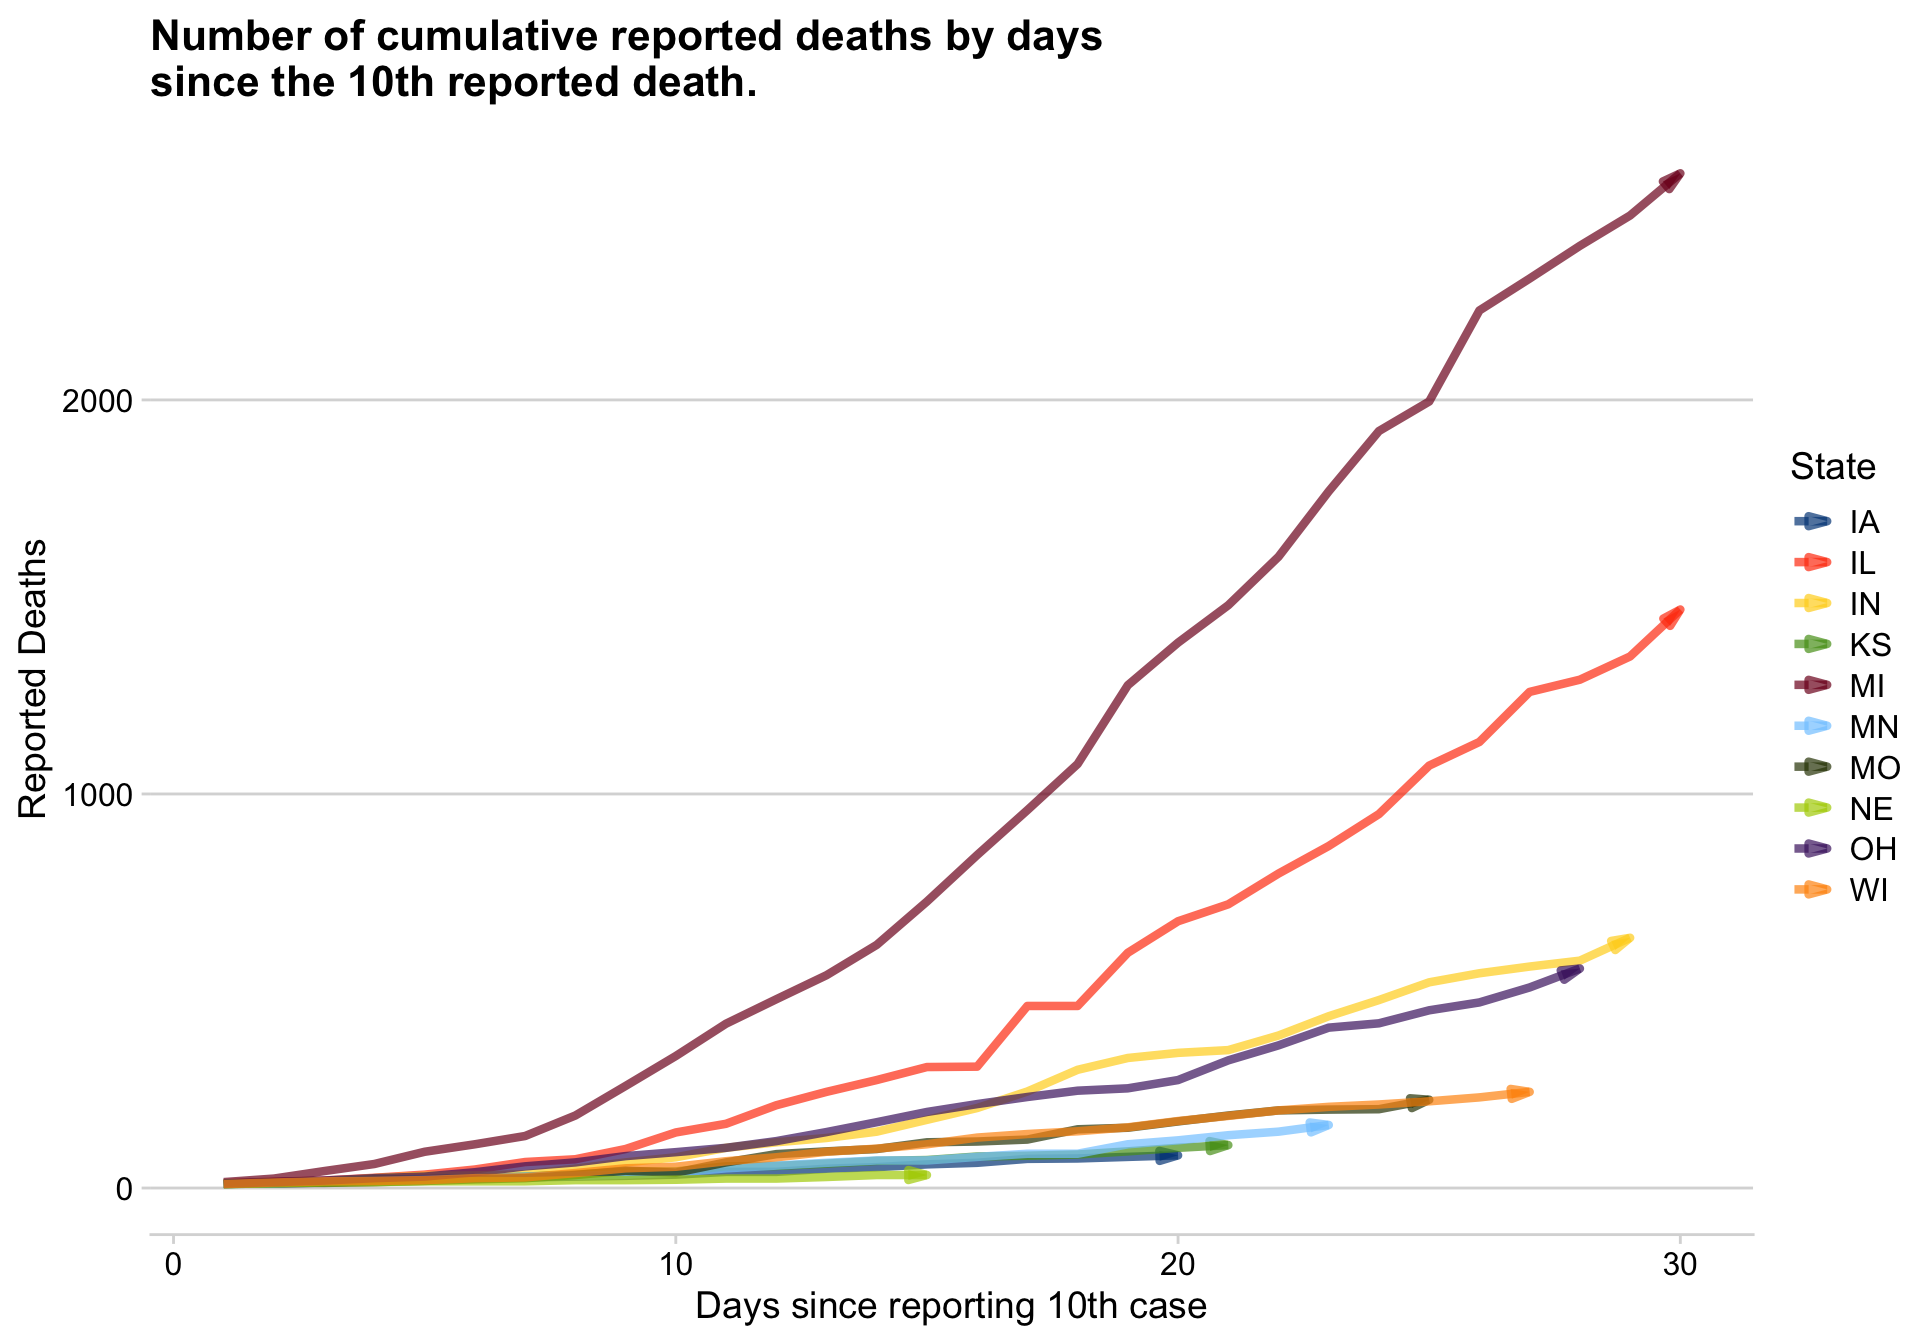 Number of cumulative reported deaths by days
since the 10th reported death.
2000
1000
0
Reported Deaths
0 10 20 30
Days since reporting 10th case
State
IA
IL
IN
KS
MI
MN
MO
NE
OH
WI